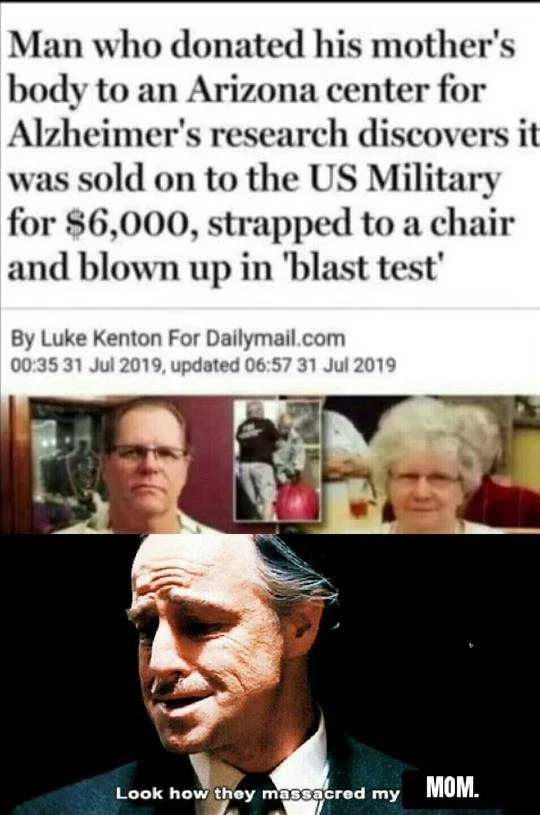 Man who donated his mother's
body to an Arizona center for
Alzheimer's research discovers it
was sold on to the US Military
for $6,000, strapped to a chair
and blown up in 'blast test'
By Luke Kenton For Dailymail.com
00:35 31 Jul 2019, updated 06:57 31 Jul 2019
Look how they massacred my MOM.